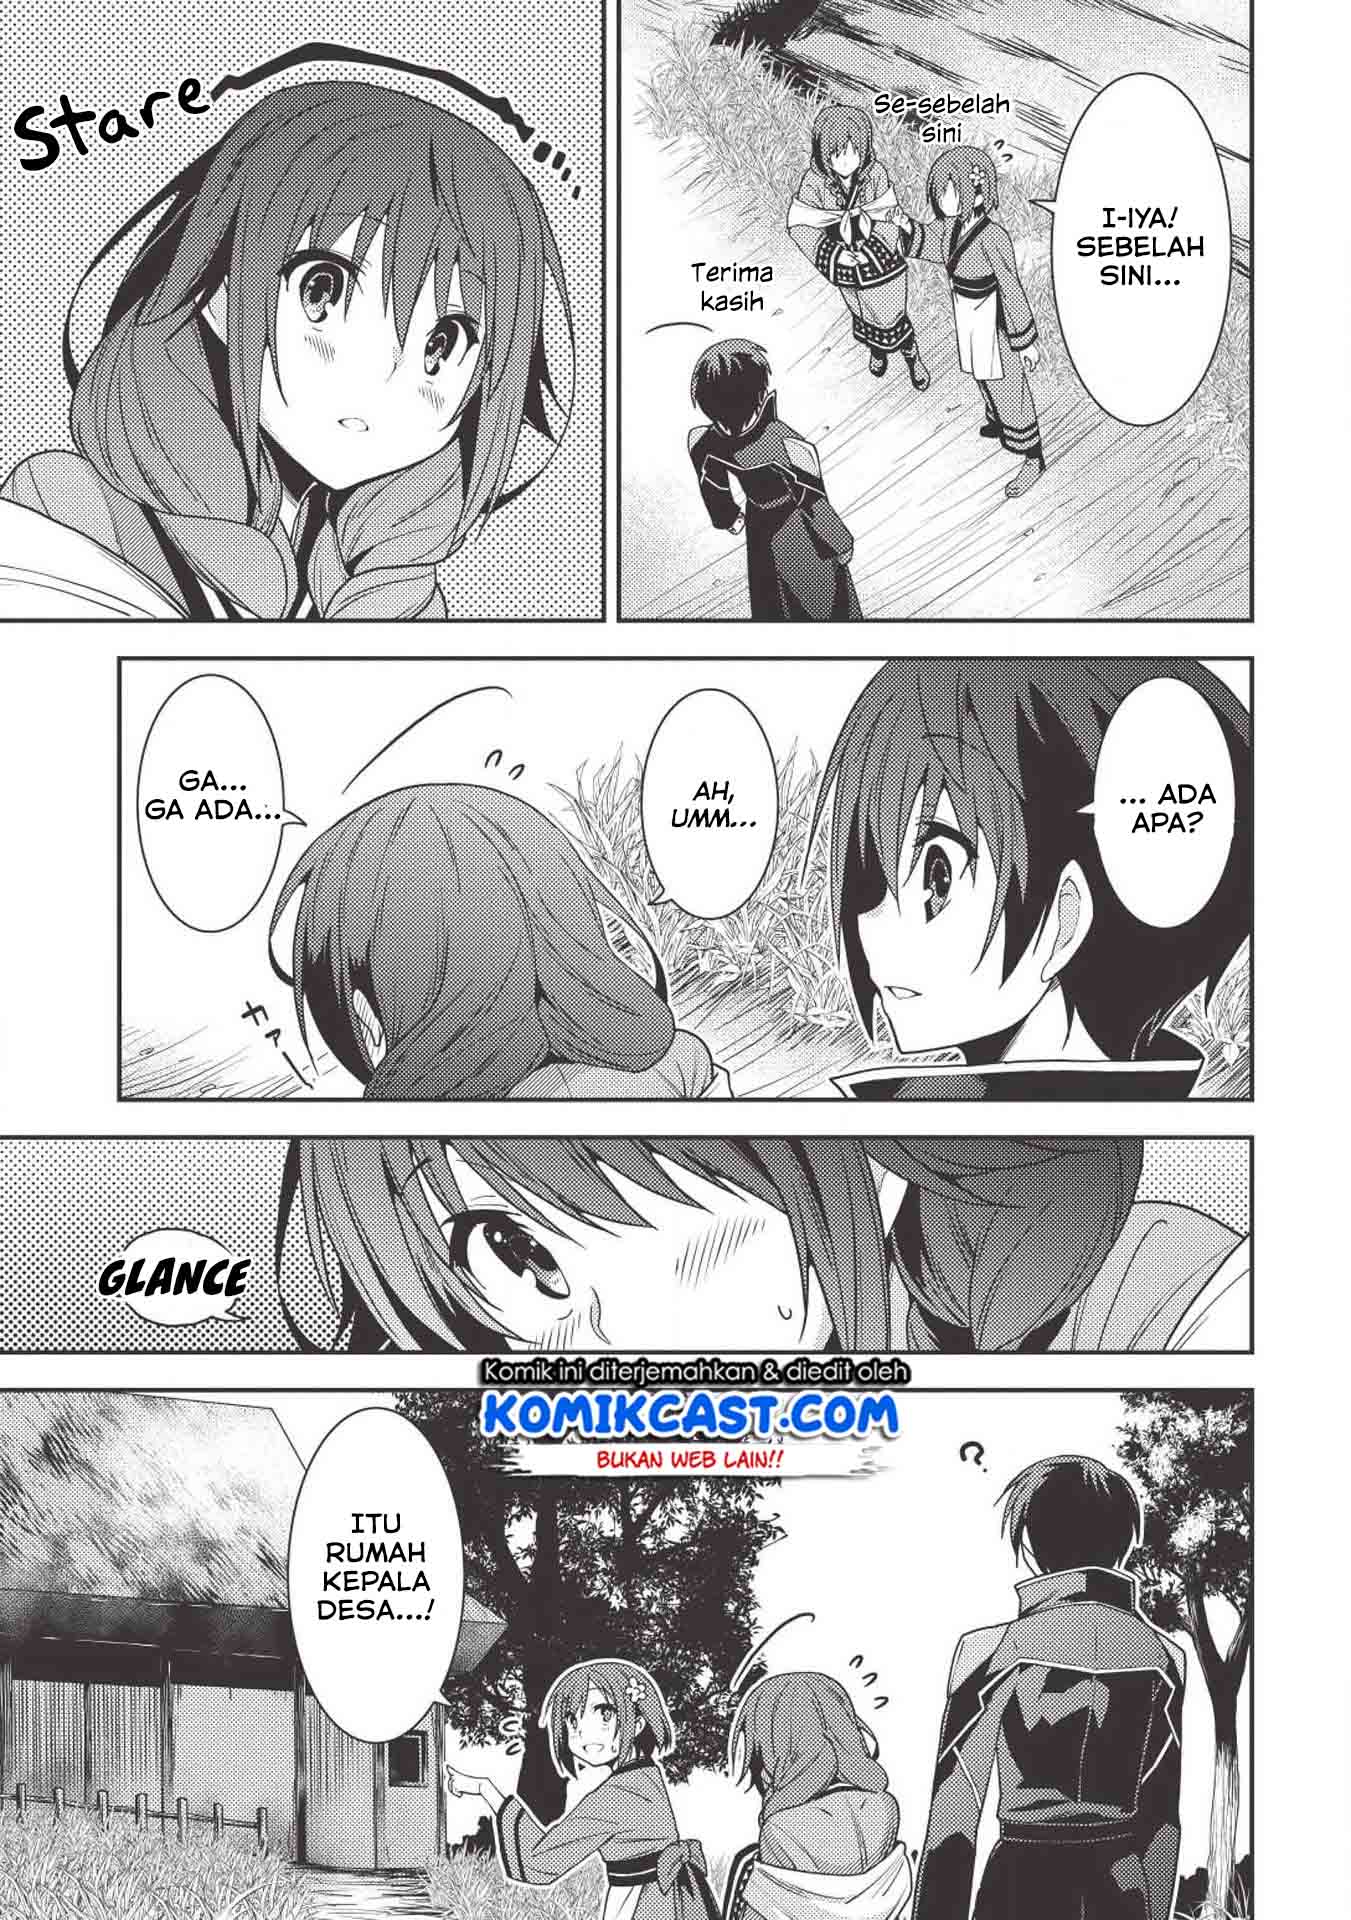 I-IYA!
SEBELAH
SINI...
Se-sebelah
sini
Terima
kasih
Stare
... ADA
APA?
AH,
UMM...
GA...
GA ADA...
カァー...!
GLANCE
Komik ini diterjemahkan & diedit oleh
KOMIKCAST.COM
BUKAN WEB LAIN!!
?
ITU
RUMAH
KEPALA
DESA...!